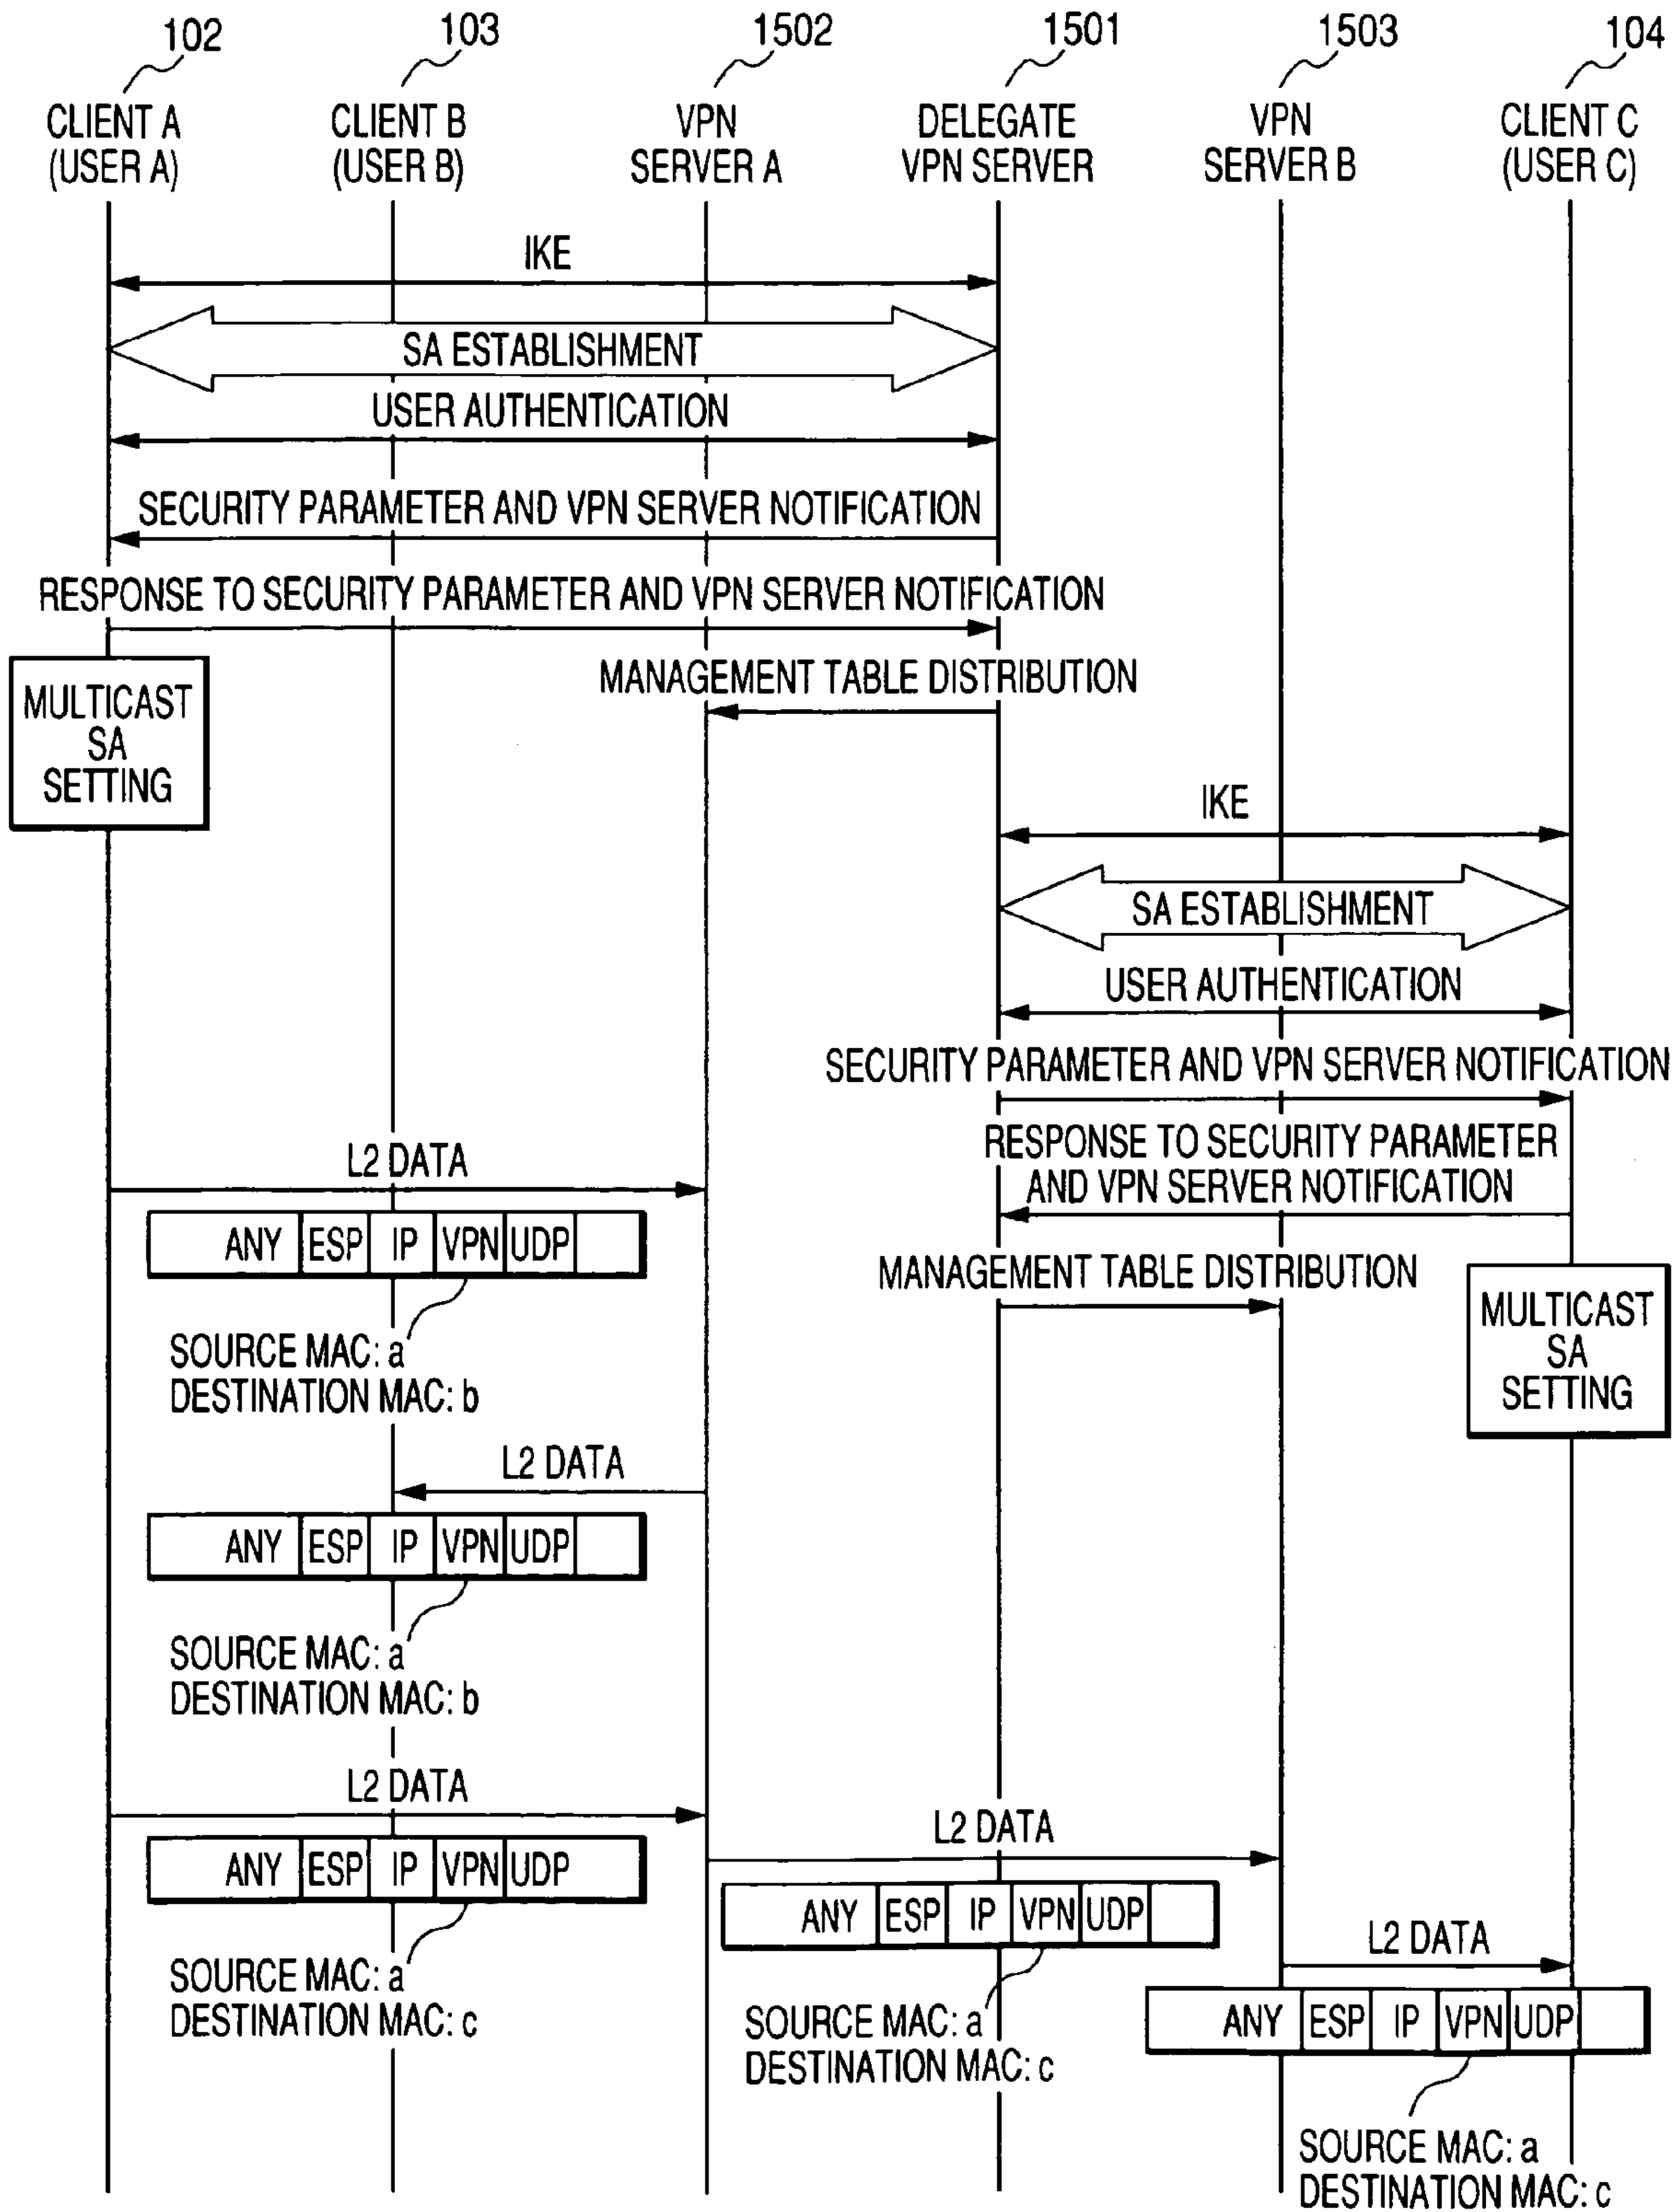 102
103
1502
1501
1503
104
CLIENT A
(USER A)
CLIENT B
(USER B)
VPN
SERVER A
DELEGATE
VPN SERVER
VPN
SERVER B
CLIENT C
(USER C)
IKE
SA ESTABLISHMENT
USER AUTHENTICATION
SECURITY PARAMETER AND VPN SERVER NOTIFICATION
RESPONSE TO SECURITY PARAMETER AND VPN SERVER NOTIFICATION
MULTICAST
SA
SETTING
MANAGEMENT TABLE DISTRIBUTION
IKE
SA ESTABLISHMENT
USER AUTHENTICATION
SECURITY PARAMETER AND VPN SERVER NOTIFICATION
RESPONSE TO SECURITY PARAMETER
AND VPN SERVER NOTIFICATION
MANAGEMENT TABLE DISTRIBUTION
MULTICAST
SA
SETTING
L2 DATA
ANY ESP IP VPN UDP
SOURCE MAC: a
DESTINATION MAC: b
L2 DATA
ANY ESP IP VPN UDP
SOURCE MAC: a
DESTINATION MAC: b
L2 DATA
ANY ESP IP VPN UDP
SOURCE MAC: a
DESTINATION MAC: c
L2 DATA
ANY ESP IP VPN UDP
SOURCE MAC: a
DESTINATION MAC: c
L2 DATA
ANY ESP IP VPN UDP
SOURCE MAC: a
DESTINATION MAC: c